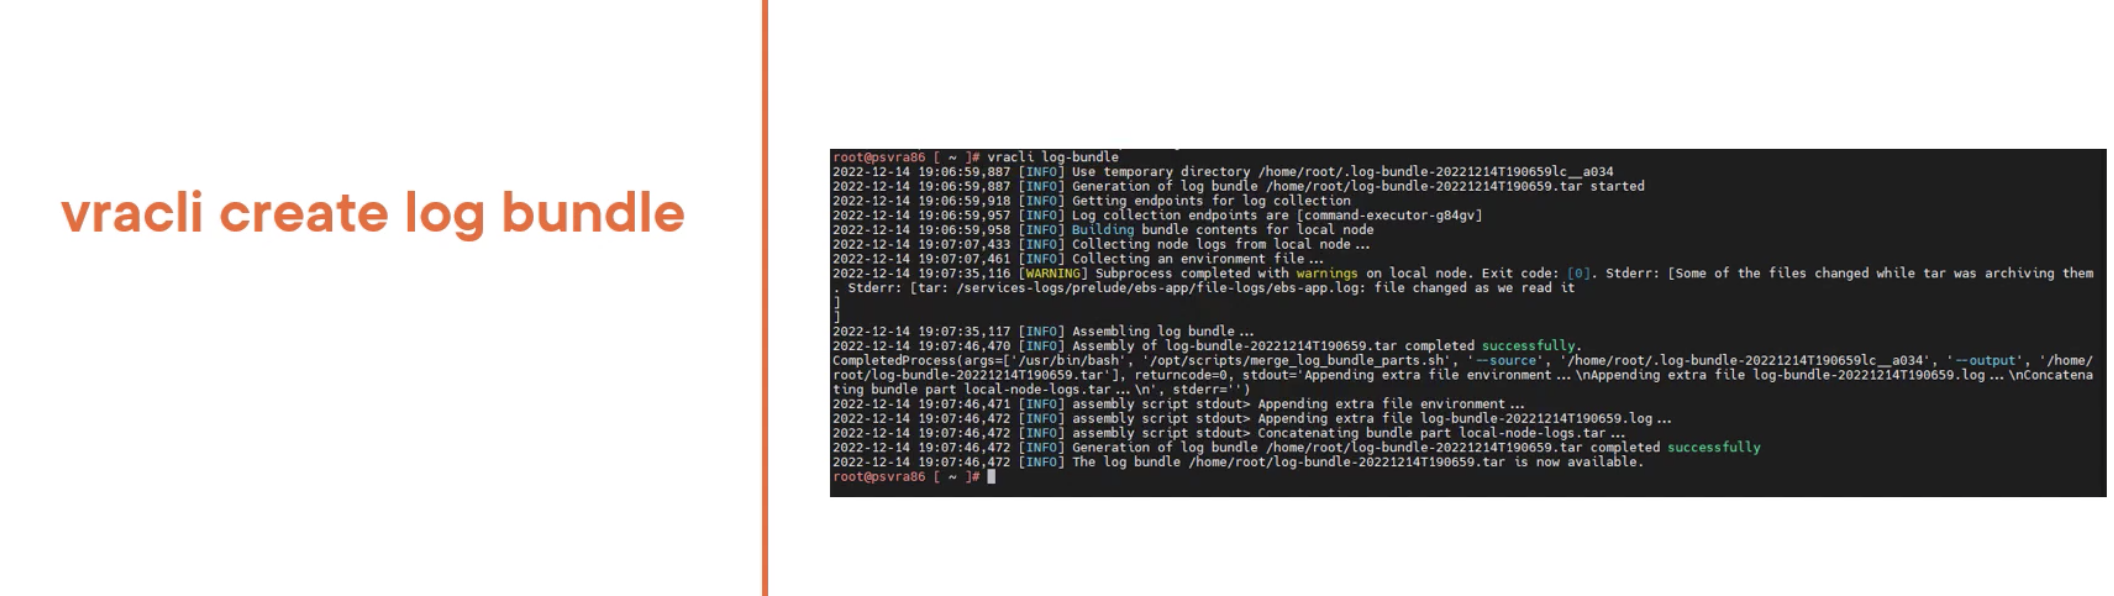 vracli create log bundle
root@psvra86 [ ~ ]# vracli log-bundle
2022-12-14 19:06:59,887 [INFO] Use temporary directory /home/root/.log-bundle-20221214T190659lc__a034
2022-12-14 19:06:59,887 [INFO] Generation of log bundle /home/root/log-bundle-20221214T190659.tar started
2022-12-14 19:06:59,918 [INFO] Getting endpoints for log collection
2022-12-14 19:06:59,957 [INFO] Log collection endpoints are [command-executor-g84gv]
2022-12-14 19:06:59,958 [INFO] Building bundle contents for local node
2022-12-14 19:07:07,433 [INFO] Collecting node logs from local node...
2022-12-14 19:07:07,461 [INFO] Collecting an environment file...
2022-12-14 19:07:35,116 [WARNING] Subprocess completed with warnings on local node. Exit code: [0]. Stderr: [Some of the files changed while tar was archiving them
. Stderr: [tar: /services-logs/prelude/ebs-app/file-logs/ebs-app.log: file changed as we read it
]
]
2022-12-14 19:07:35,117 [INFO] Assembling log bundle...
2022-12-14 19:07:46,470 [INFO] Assembly of log-bundle-20221214T190659.tar completed successfully.
CompletedProcess(args=['/usr/bin/bash', '/opt/scripts/merge_log_bundle_parts.sh', '--source', '/home/root/.log-bundle-20221214T190659lc__a034', '--output', '/home/
root/log-bundle-20221214T190659.tar'], returncode=0, stdout='Appending extra file environment...\nAppending extra file log-bundle-20221214T190659.log...\nConcatena
ting bundle part local-node-logs.tar...\n', stderr='')
2022-12-14 19:07:46,471 [INFO] assembly script stdout> Appending extra file environment...
2022-12-14 19:07:46,472 [INFO] assembly script stdout> Appending extra file log-bundle-20221214T190659.log...
2022-12-14 19:07:46,472 [INFO] assembly script stdout> Concatenating bundle part local-node-logs.tar...
2022-12-14 19:07:46,472 [INFO] Generation of log bundle /home/root/log-bundle-20221214T190659.tar completed successfully
2022-12-14 19:07:46,472 [INFO] The log bundle /home/root/log-bundle-20221214T190659.tar is now available.
root@psvra86 [ ~ ]#